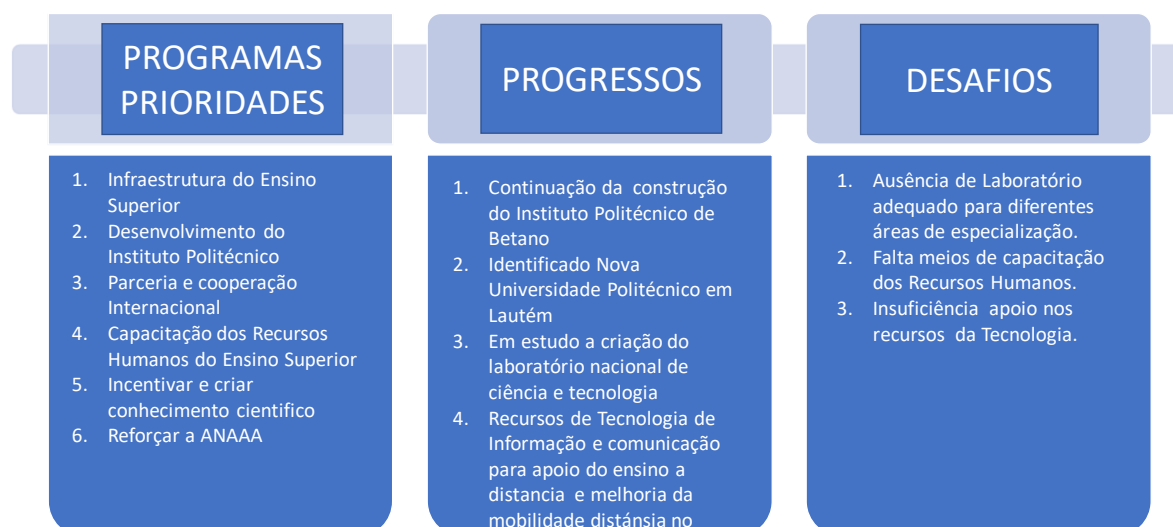 PROGRAMAS
PRIORIDADES
1. Infraestrutura do Ensino
Superior
2. Desenvolvimento do
Instituto Politécnico
3. Parceria e cooperação
Internacional
4. Capacitação dos Recursos
Humanos do Ensino Superior
5. Incentivar e criar
conhecimento cientifico
6. Reforçar a ANAAA
PROGRESSOS
1. Continuação da construção
do Instituto Politécnico de
Betano
2. Identificado Nova
Universidade Politécnico em
Lautém
3. Em estudo a criação do
laboratório nacional de
ciência e tecnologia
4. Recursos de Tecnologia de
Informação e comunicação
para apoio do ensino a
distancia e melhoria da
mobilidade distánsia no
DESAFIOS
1. Ausência de Laboratório
adequado para diferentes
áreas de especialização.
2. Falta meios de capacitação
dos Recursos Humanos.
3. Insuficiência apoio nos
recursos da Tecnologia.